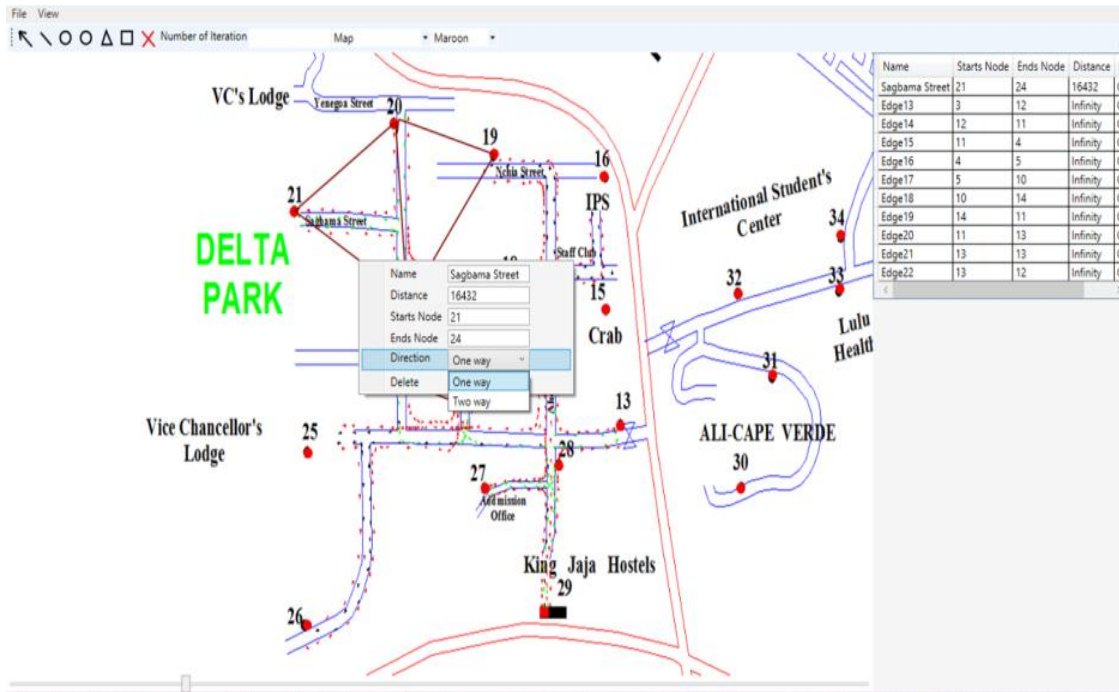 File View
Number of Iteration Map Maroon
Name Starts Node Ends Node Distance
Sagbama Street 21 24 16432
Edge13 3 12 Infinity
Edge14 12 11 Infinity
Edge15 11 4 Infinity
Edge16 4 5 Infinity
Edge17 5 10 Infinity
Edge18 10 14 Infinity
Edge19 14 11 Infinity
Edge20 11 13 Infinity
Edge21 13 13 Infinity
Edge22 13 12 Infinity
VC's Lodge
Yenegoa Street
20
19
Nchia Street
16
IPS
21
Sagbama Street
DELTA
PARK
International Student's
Center
34
Staff Club
15
Crab
32
33
Lulu
Health
31
Name Sagbama Street
Distance 16432
Starts Node 21
Ends Node 24
Direction One way
Delete One way
Two way
Vice Chancellor's
Lodge
25
13
ALI-CAPE VERDE
30
28
27
Admission
Office
King Jaja Hostels
29
26